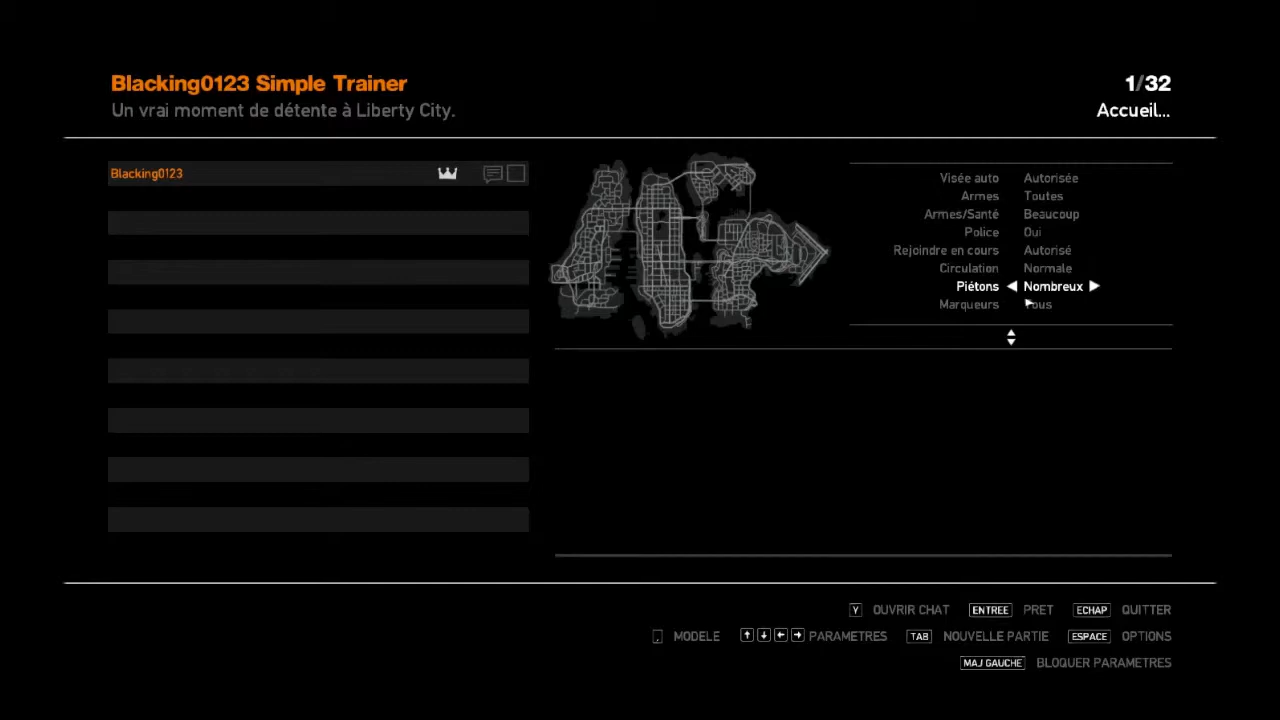 Blacking0123 Simple Trainer
1/32
Un vrai moment de détente à Liberty City.
Accueil...
Blacking0123
Visée auto Autorisée
Armes Toutes
Armes/Santé Beaucoup
Police Oui
Rejoindre en cours Autorisé
Circulation Normale
Piétons Nombreux
Marqueurs Tous
Y OUVRIR CHAT ENTREE PRET ECHAP QUITTER
, MODELE PARAMETRES TAB NOUVELLE PARTIE ESPACE OPTIONS
MAJ GAUCHE BLOQUER PARAMETRES